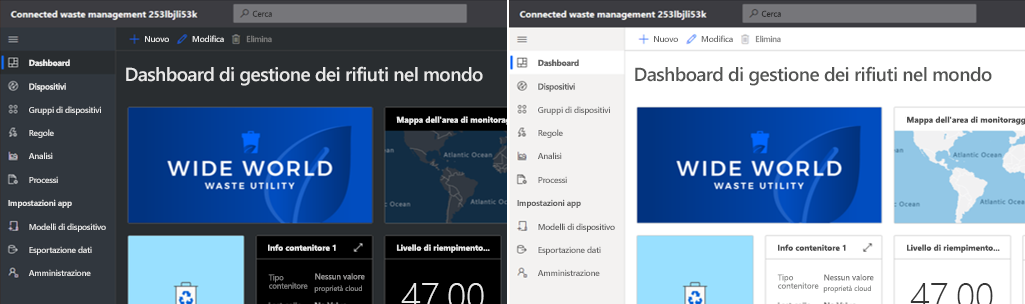 Connected waste management 253lbjli53k
Cerca
Nuovo Modifica Elimina
Dashboard
Dispositivi
Gruppi di dispositivi
Regole
Analisi
Processi
Impostazioni app
Modelli di dispositivo
Esportazione dati
Amministrazione
Dashboard di gestione dei rifiuti nel mondo
WIDE WORLD
WASTE UTILITY
Mappa dell'area di monitoragg
Atlantic Ocean
Atlantic Ocean
Info contenitore 1
Tipo contenitore
Nessun valore
proprietà cloud
Livello di riempimento...
47.00
Connected waste management 253lbjli53k
Cerca
Nuovo Modifica Elimina
Dashboard
Dispositivi
Gruppi di dispositivi
Regole
Analisi
Processi
Impostazioni app
Modelli di dispositivo
Esportazione dati
Amministrazione
Dashboard di gestione dei rifiuti nel mondo
WIDE WORLD
WASTE UTILITY
Mappa dell'area di monitoragg
Atlantic Ocean
Atlantic Ocean
Info contenitore 1
Tipo contenitore
Nessun valore
proprietà cloud
Livello di riempimento...
47.00